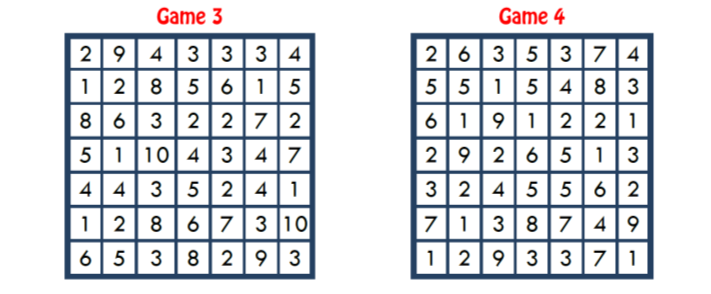 Game 3
2 9 4 3 3 3 4
1 2 8 5 6 1 5
8 6 3 2 2 7 2
5 1 10 4 3 4 7
4 4 3 5 2 4 1
1 2 8 6 7 3 10
6 5 3 8 2 9 3
Game 4
2 6 3 5 3 7 4
5 5 1 5 4 8 3
6 1 9 1 2 2 1
2 9 2 6 5 1 3
3 2 4 5 5 6 2
7 1 3 8 7 4 9
1 2 9 3 3 7 1